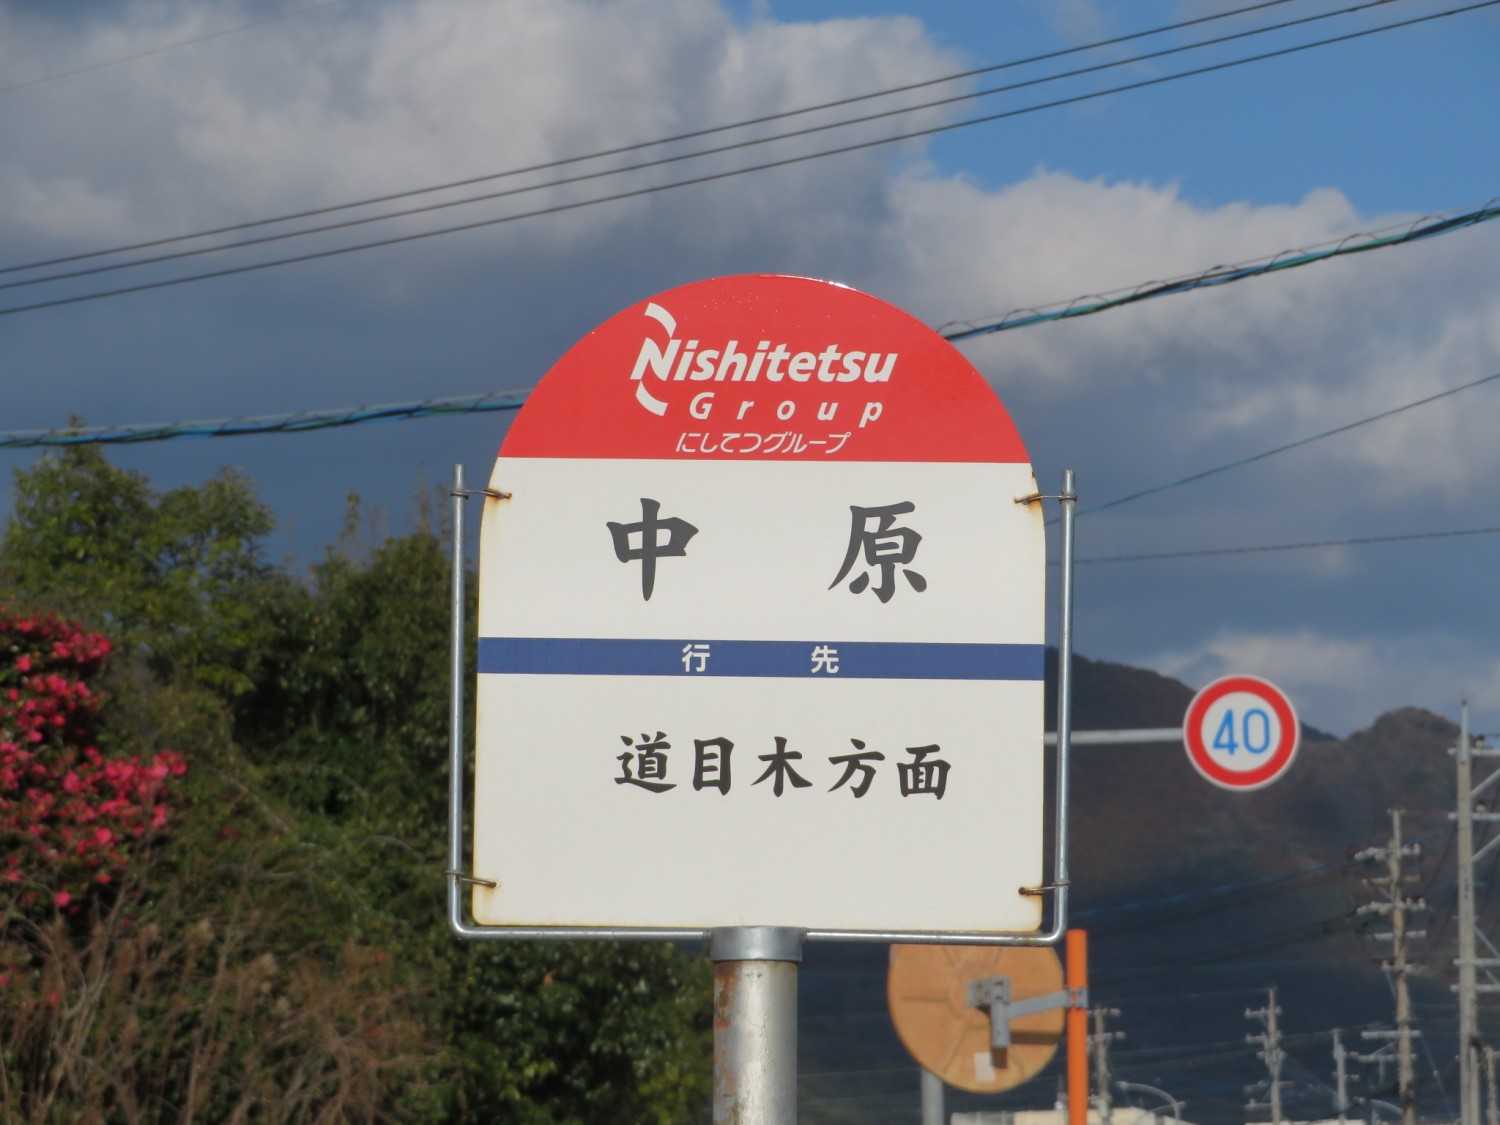 Nishitetsu
Group
にしてつグループ
中原
行先
道目木方面
40